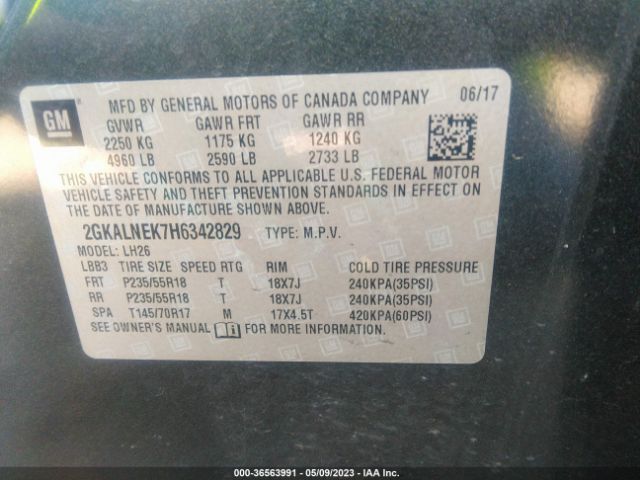 GM
MFD BY GENERAL MOTORS OF CANADA COMPANY 06/17
GVWR GAWR FRT GAWR RR
2250 KG 1175 KG 1240 KG
4960 LB 2590 LB 2733 LB
THIS VEHICLE CONFORMS TO ALL APPLICABLE U.S. FEDERAL MOTOR
VEHICLE SAFETY AND THEFT PREVENTION STANDARDS IN EFFECT ON
THE DATE OF MANUFACTURE SHOWN ABOVE.
2GKALNEK7H6342829 TYPE: M.P.V.
MODEL: LH26
LBB3 TIRE SIZE SPEED RTG RIM COLD TIRE PRESSURE
FRT P235/55R18 T 18X7J 240KPA(35PSI)
RR P235/55R18 T 18X7J 240KPA(35PSI)
SPA T145/70R17 M 17X4.5T 420KPA(60PSI)
SEE OWNER'S MANUAL FOR MORE INFORMATION.
000-36563991 - 05/09/2023 - IAA Inc.